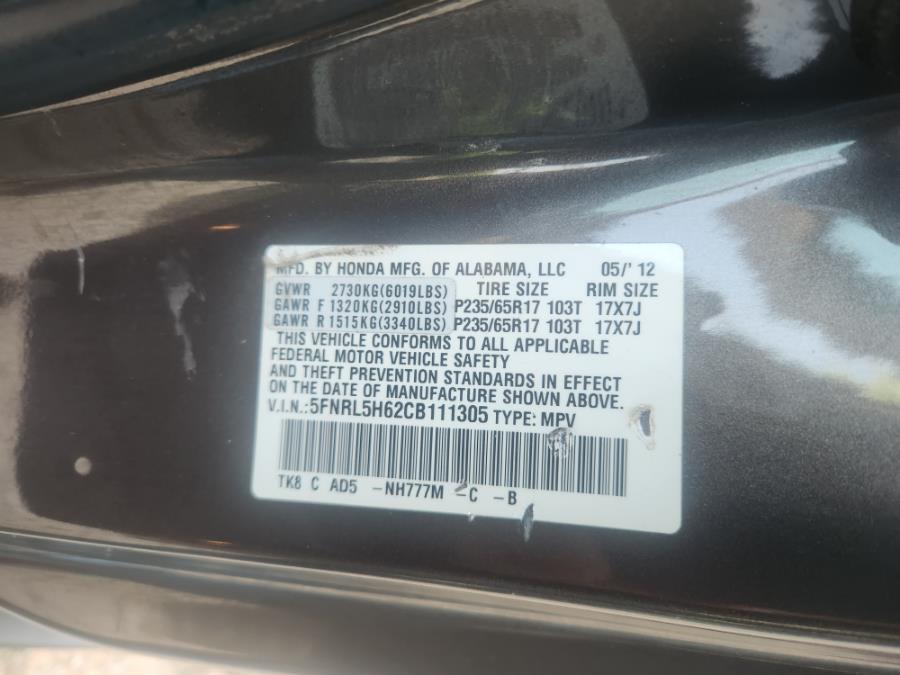 MFD. BY HONDA MFG. OF ALABAMA, LLC 05/'12
GVWR 2730KG(6019LBS) TIRE SIZE RIM SIZE
GAWR F 1320KG(2910LBS) P235/65R17 103T 17X7J
GAWR R 1515KG(3340LBS) P235/65R17 103T 17X7J
THIS VEHICLE CONFORMS TO ALL APPLICABLE
FEDERAL MOTOR VEHICLE SAFETY
AND THEFT PREVENTION STANDARDS IN EFFECT
ON THE DATE OF MANUFACTURE SHOWN ABOVE.
V.I.N.:5FNRL5H62CB111305 TYPE: MPV
TK8 C AD5 -NH777M -C -B